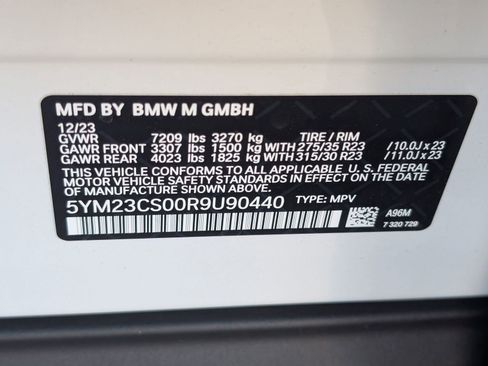 MFD BY BMW M GMBH
12/23
GVWR 7209 lbs 3270 kg TIRE / RIM
GAWR FRONT 3307 lbs 1500 kg WITH 275/35 R23 /10.0J x 23
GAWR REAR 4023 lbs 1825 kg WITH 315/30 R23 /11.0J x 23
THIS VEHICLE CONFORMS TO ALL APPLICABLE U. S. FEDERAL
MOTOR VEHICLE SAFETY STANDARDS IN EFFECT ON THE DATE
OF MANUFACTURE SHOWN ABOVE.
5YM23CS00R9U90440 TYPE: MPV
A96M
7 320 729